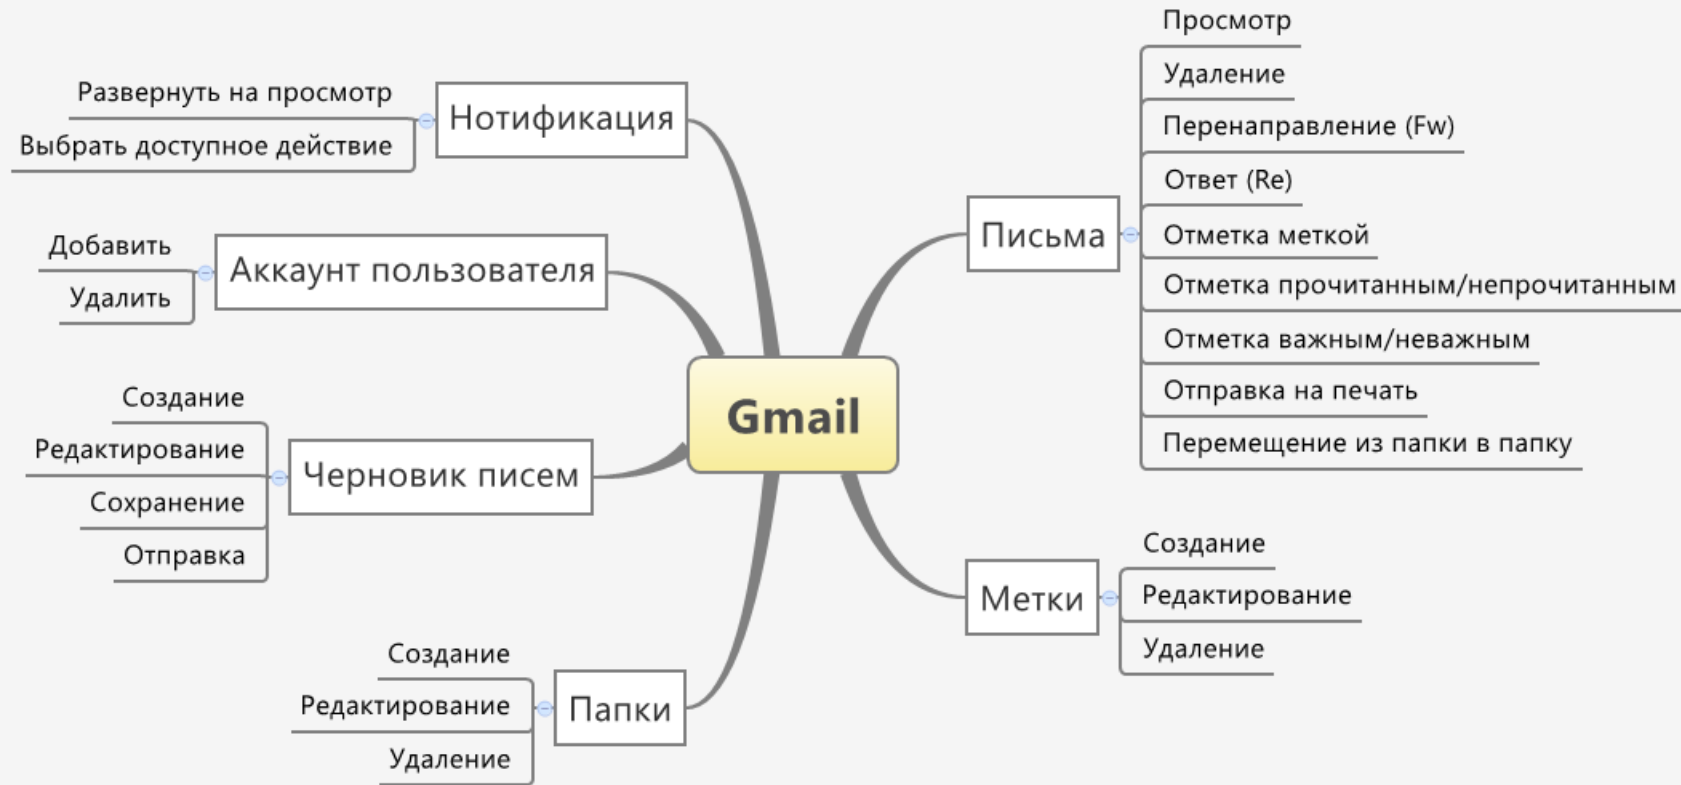 Gmail
Письма
Просмотр
Удаление
Перенаправление (Fw)
Ответ (Re)
Отметка меткой
Отметка прочитанным/непрочитанным
Отметка важным/неважным
Отправка на печать
Перемещение из папки в папку
Метки
Создание
Редактирование
Удаление
Нотификация
Развернуть на просмотр
Выбрать доступное действие
Аккаунт пользователя
Добавить
Удалить
Черновик писем
Создание
Редактирование
Сохранение
Отправка
Папки
Создание
Редактирование
Удаление